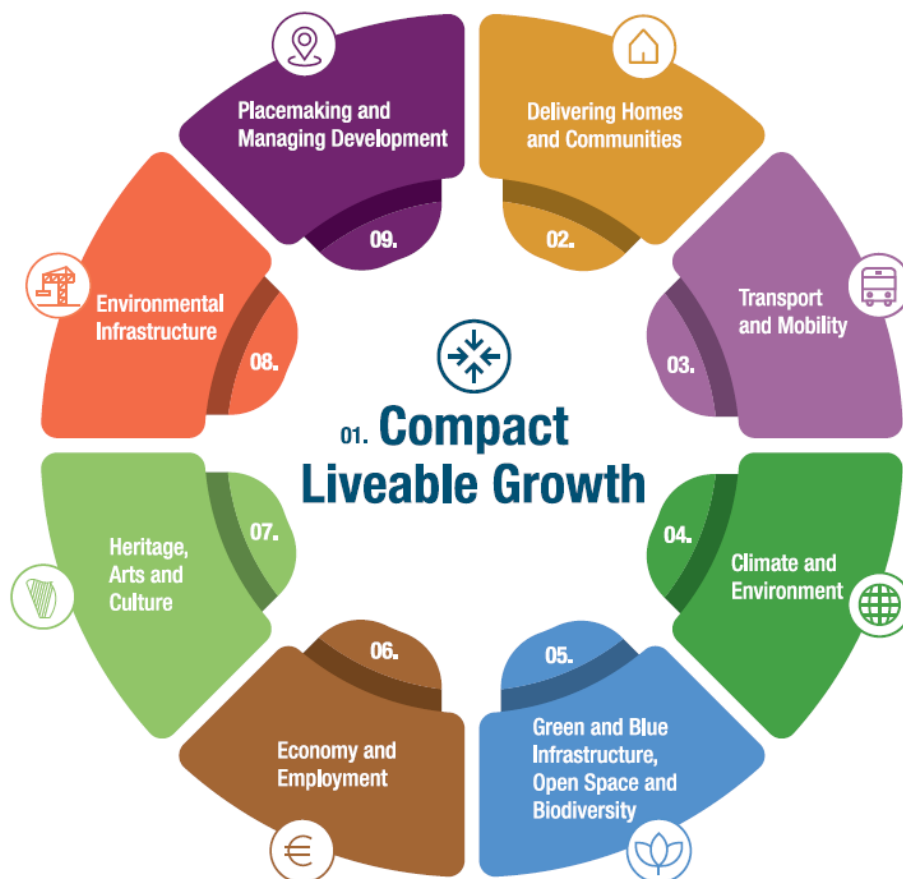 01. Compact
Liveable Growth
Delivering Homes
and Communities
02.
Transport
and Mobility
03.
Climate and
Environment
04.
Green and Blue
Infrastructure,
Open Space and
Biodiversity
05.
Economy and
Employment
06.
Heritage,
Arts and
Culture
07.
Environmental
Infrastructure
08.
Placemaking and
Managing Development
09.